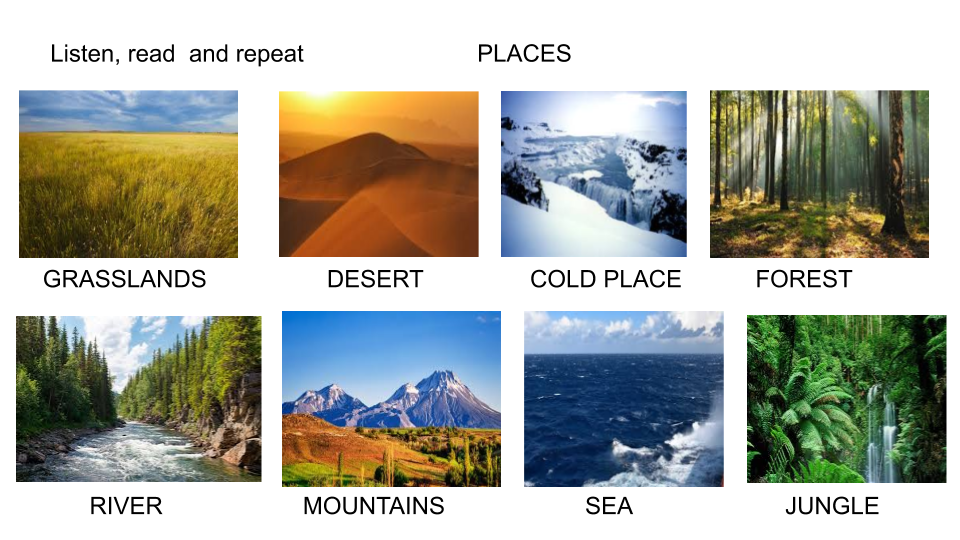 Listen, read  and repeat
PLACES
GRASSLANDS
DESERT
COLD PLACE
FOREST
RIVER
MOUNTAINS
SEA
JUNGLE